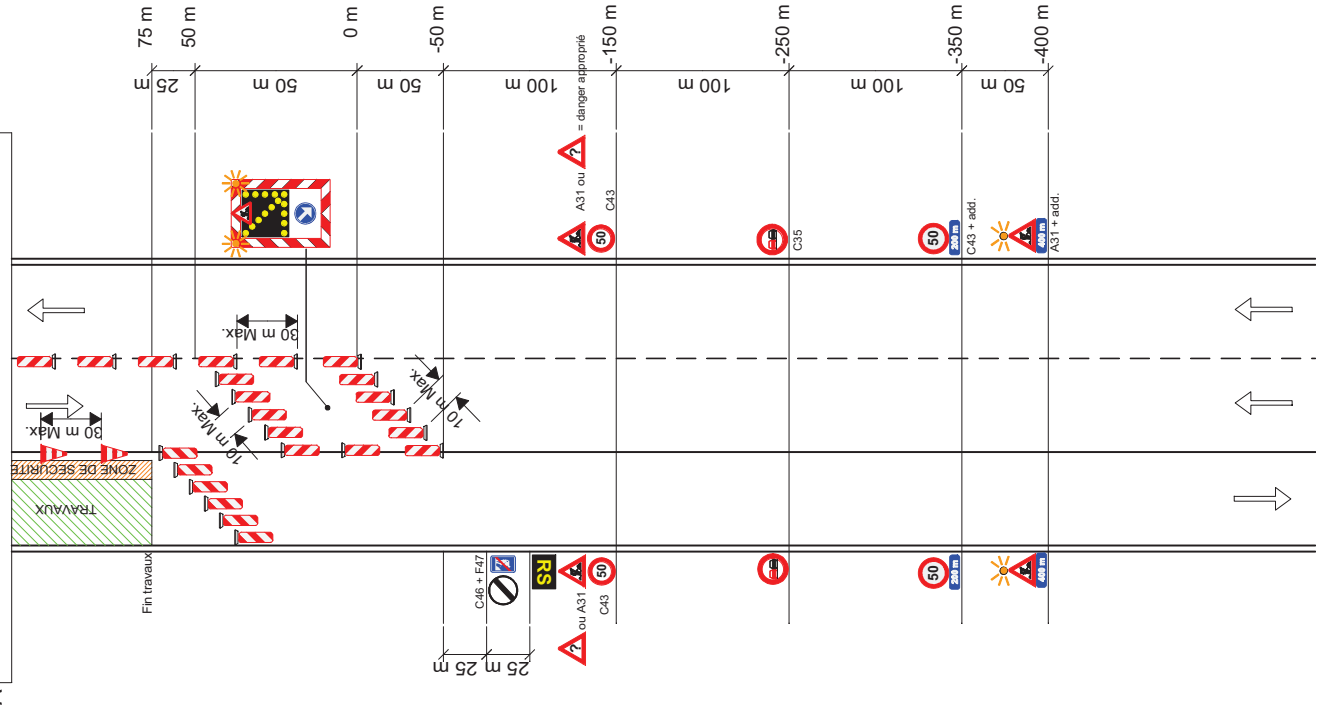 75 m
50 m
0 m
-50 m
-150 m
-250 m
-350 m
-400 m
25 m
50 m
50 m
100 m
100 m
100 m
50 m
A31 ou
?
= danger approprié
50
C43
C35
50
200 m
C43 + add.
400 m
A31 + add.
30 m Max.
30 m Max.
10 m Max.
10 m Max.
ZONE DE SECURITE
TRAVAUX
Fin travaux
C46 + F47
RS
?
ou A31
50
C43
50
200 m
400 m
25 m
25 m